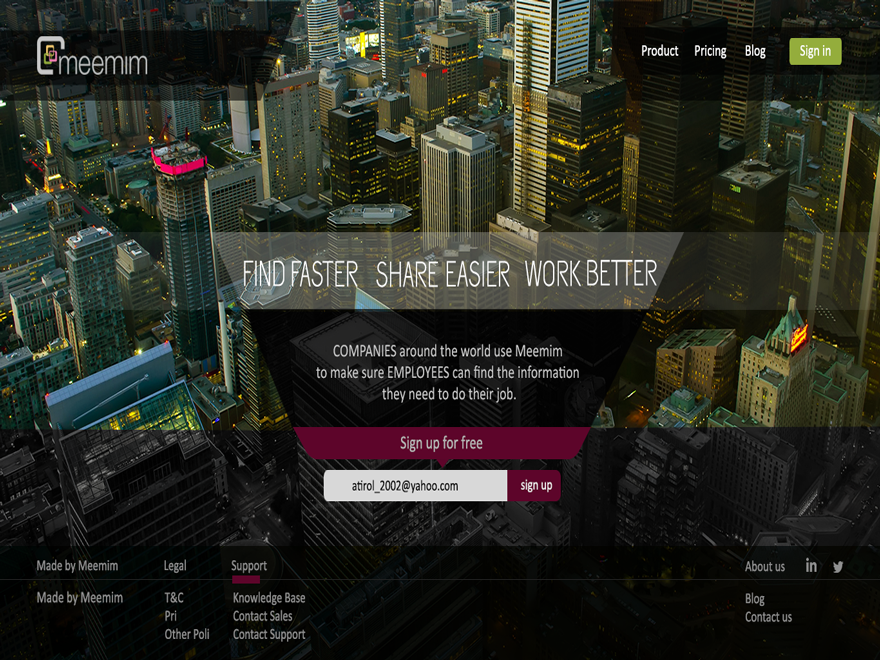 meemim
Product Pricing Blog Sign in
FIND FASTER SHARE EASIER WORK BETTER
COMPANIES around the world use Meemim
to make sure EMPLOYEES can find the information
they need to do their job.
Sign up for free
atirol_2002@yahoo.com sign up
Made by Meemim Legal Support About us in
Made by Meemim T&C Knowledge Base Blog
Pri Contact Sales Contact us
Other Poli Contact Support